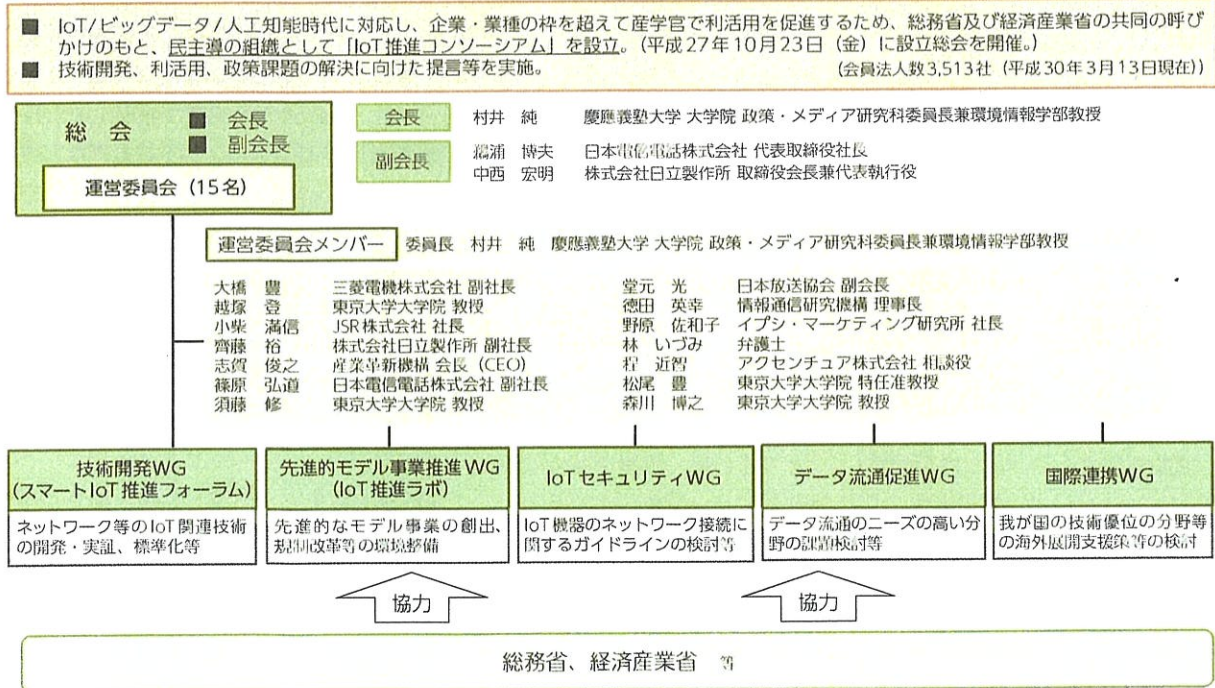 ■ IoT/ビッグデータ/人工知能時代に対応し、企業・業種の枠を超えて産学官で利活用を促進するため、総務省及び経済産業省の共同の呼び
かけのもと、民主導の組織として「IoT推進コンソーシアム」を設立。（平成27年10月23日（金）に設立総会を開催。）
■ 技術開発、利活用、政策課題の解決に向けた提言等を実施。
（会員法人数3,513社（平成30年3月13日現在））
総 会
■ 会長
■ 副会長
運営委員会（15名）
会長 村井 純 慶應義塾大学 大学院 政策・メディア研究科委員長兼環境情報学部教授
副会長
鵜浦 博夫 日本電信電話株式会社 代表取締役社長
中西 宏明 株式会社日立製作所 取締役会長兼代表執行役
運営委員会メンバー 委員長 村井 純 慶應義塾大学 大学院 政策・メディア研究科委員長兼環境情報学部教授
大橋 豊 三菱電機株式会社 副社長
越塚 登 東京大学大学院 教授
小柴 満信 JSR株式会社 社長
齊藤 裕 株式会社日立製作所 副社長
志賀 俊之 産業革新機構 会長（CEO）
篠原 弘道 日本電信電話株式会社 副社長
須藤 修 東京大学大学院 教授
堂元 光 日本放送協会 副会長
徳田 英幸 情報通信研究機構 理事長
野原 佐和子 イプシ・マーケティング研究所 社長
林 いづみ 弁護士
程 近智 アクセンチュア株式会社 相談役
松尾 豊 東京大学大学院 特任准教授
森川 博之 東京大学大学院 教授
技術開発WG
（スマートIoT推進フォーラム）
ネットワーク等のIoT関連技術
の開発・実証、標準化等
先進的モデル事業推進WG
（IoT推進ラボ）
先進的なモデル事業の創出、
規制改革等の環境整備
IoTセキュリティWG
IoT機器のネットワーク接続に
関するガイドラインの検討等
データ流通促進WG
データ流通のニーズの高い分
野の課題検討等
国際連携WG
我が国の技術優位の分野等
の海外展開支援策等の検討
協力
協力
総務省、経済産業省 等